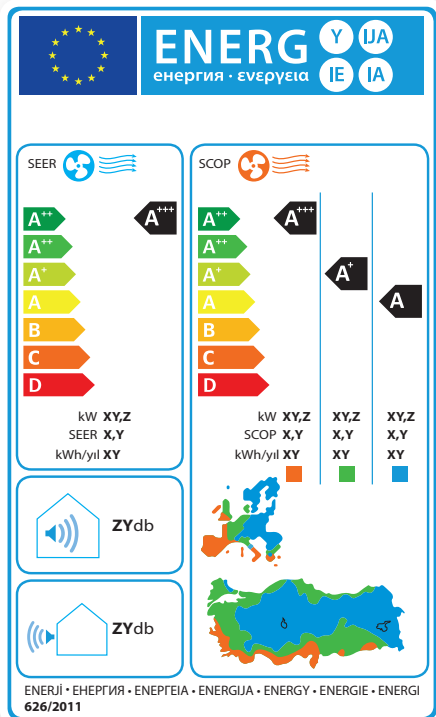 ENERG Y IJA
енергия · ενεργεια IE IA
SEER
A++
A++
A+
A
B
C
D
A+++
kW XY,Z
SEER X,Y
kWh/yıl XY
SCOP
A++
A++
A+
A
B
C
D
A+++
A+
A
kW XY,Z XY,Z XY,Z
SCOP X,Y X,Y X,Y
kWh/yıl XY XY XY
ZYdb
ZYdb
ENERJİ • ЕНЕРГИЯ • ΕΝΕΡΓΕΙΑ • ENERGIJA • ENERGY • ENERGIE • ENERGI
626/2011